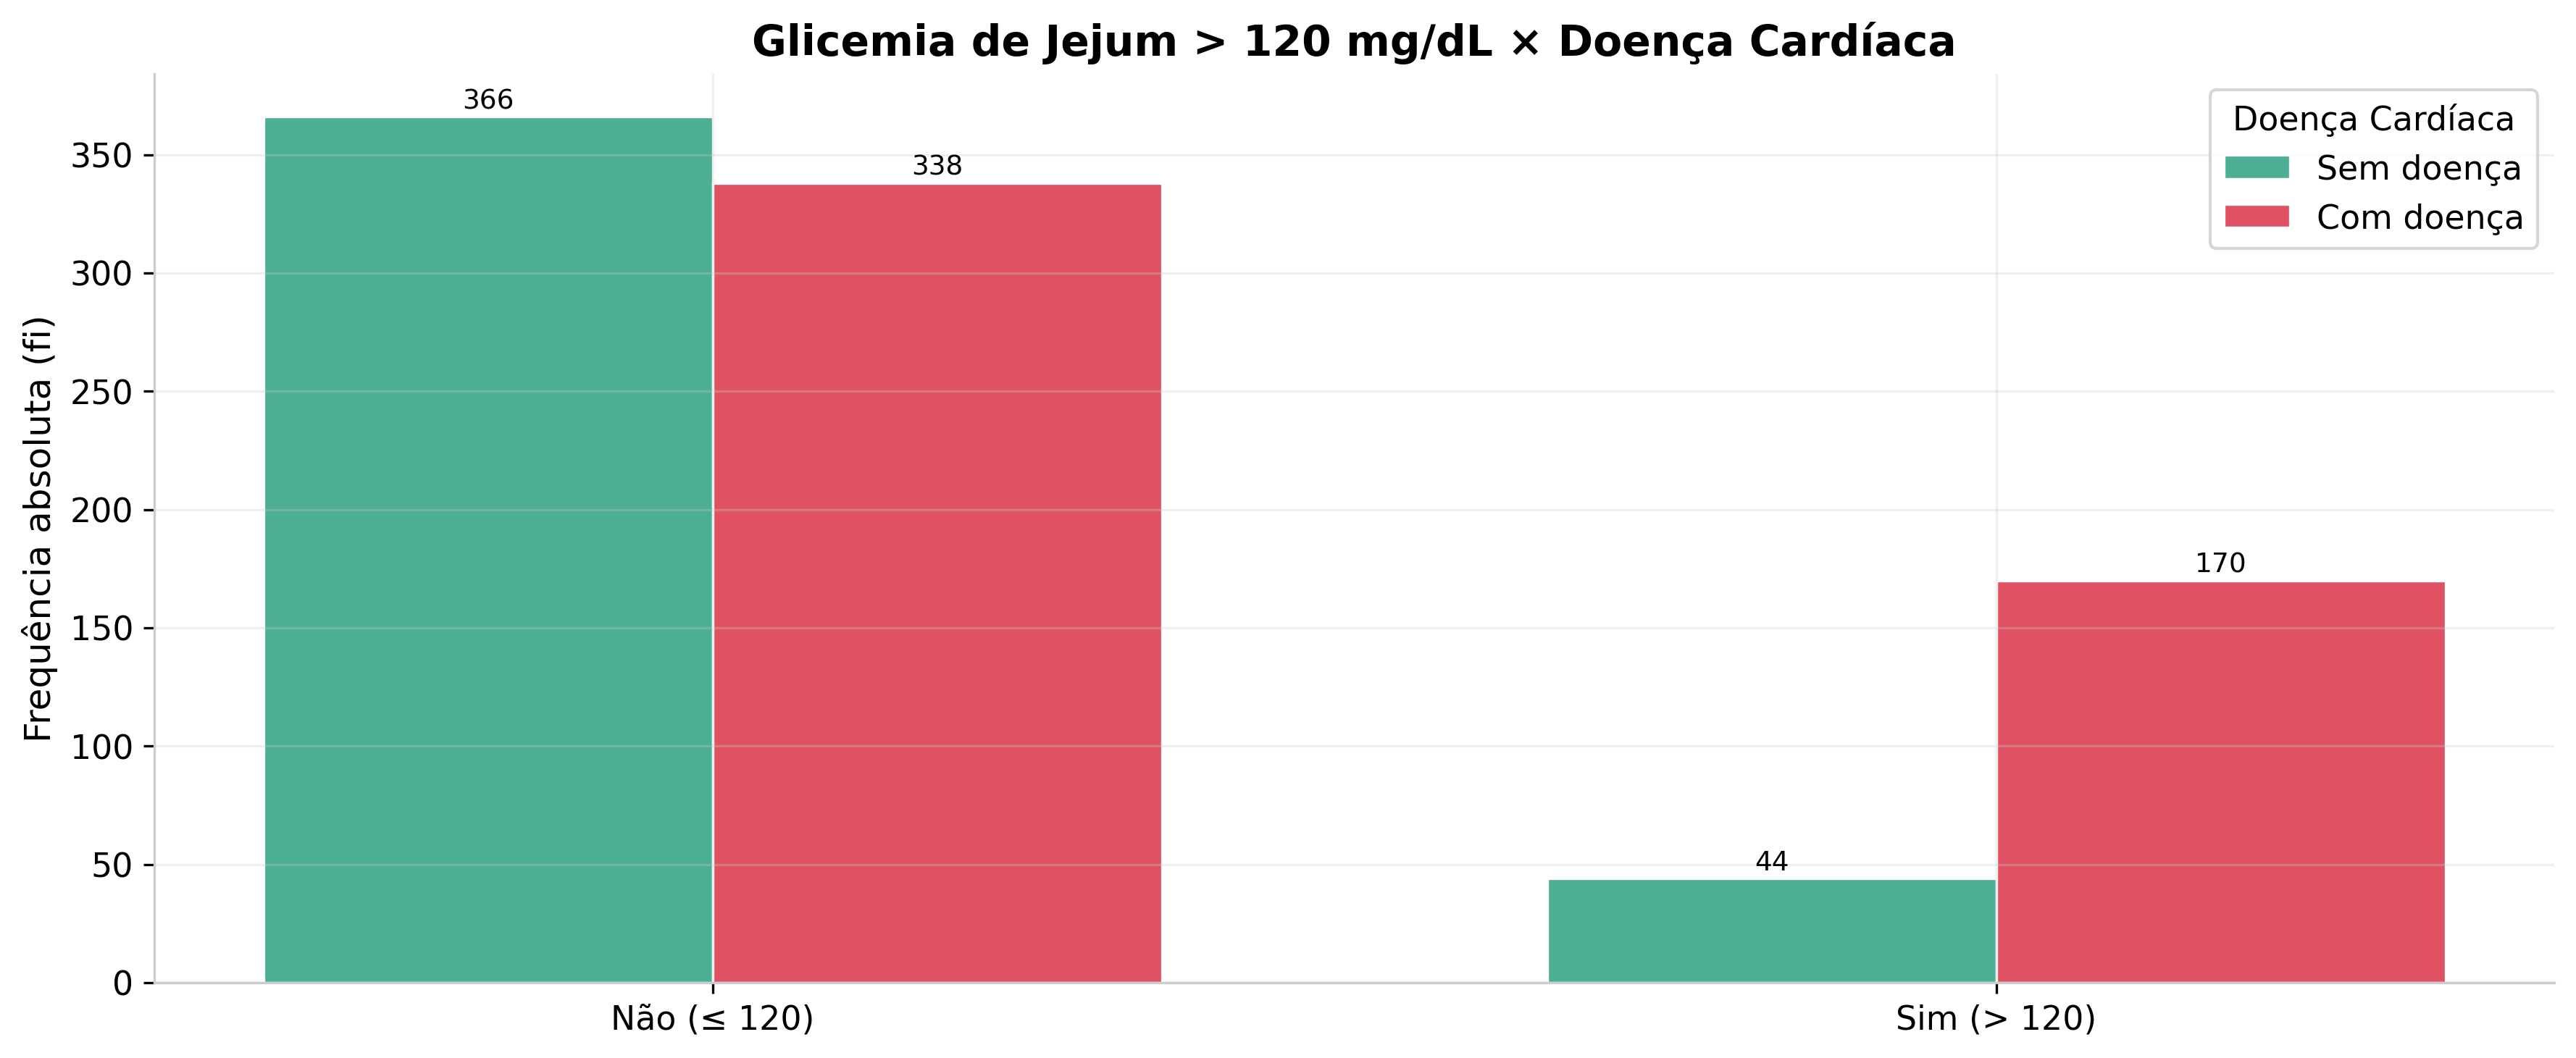 Glicemia de Jejum > 120 mg/dL × Doença Cardíaca
Doença Cardíaca
Sem doença
Com doença
Frequência absoluta (fi)
350
300
250
200
150
100
50
0
366
338
44
170
Não (≤ 120)
Sim (> 120)